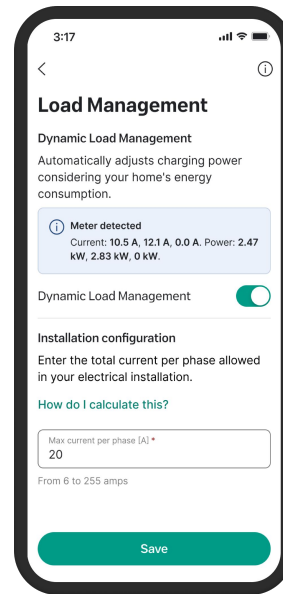 3:17
Load Management
Dynamic Load Management
Automatically adjusts charging power
considering your home's energy
consumption.
Meter detected
Current: 10.5 A, 12.1 A, 0.0 A. Power: 2.47
kW, 2.83 kW, 0 kW.
Dynamic Load Management
Installation configuration
Enter the total current per phase allowed
in your electrical installation.
How do I calculate this?
Max current per phase [A] *
20
From 6 to 255 amps
Save